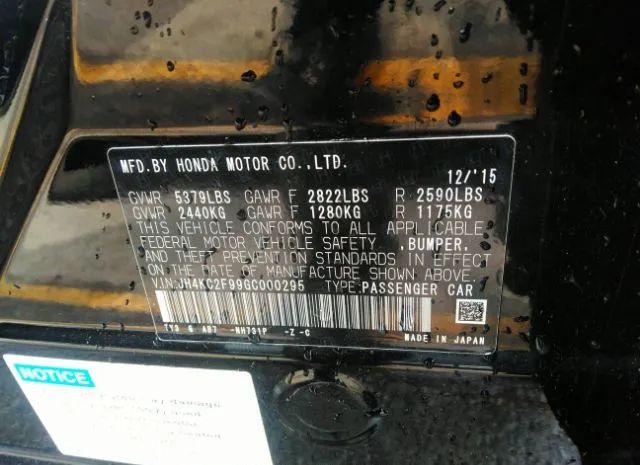 MFD.BY HONDA MOTOR CO.,LTD.
12/'15
GVWR 5379LBS GAWR F 2822LBS R 2590LBS
GVWR 2440KG GAWR F 1280KG R 1175KG
THIS VEHICLE CONFORMS TO ALL APPLICABLE
FEDERAL MOTOR VEHICLE SAFETY ,BUMPER,
AND THEFT PREVENTION STANDARDS IN EFFECT
ON THE DATE OF MANUFACTURE SHOWN ABOVE.
V.I.N:JH4KC2F99GC000295 TYPE:PASSENGER CAR
-NH731P -Z -C
MADE IN JAPAN
NOTICE
damage